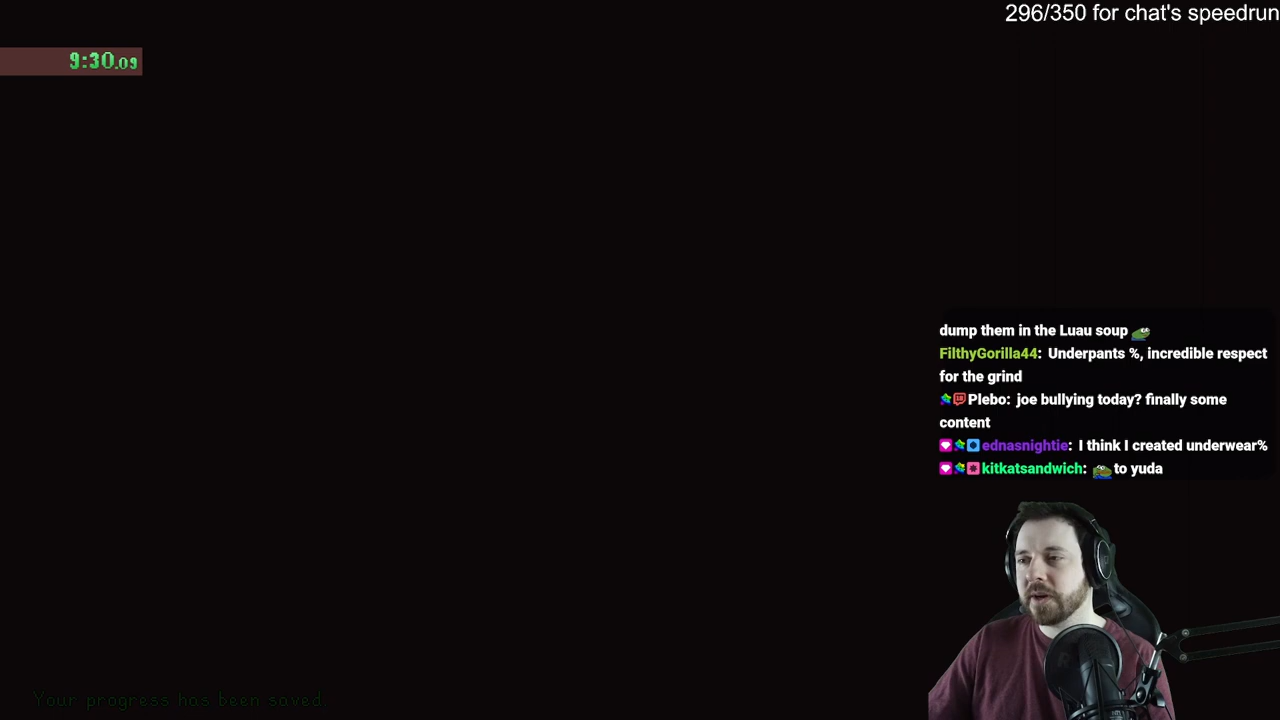 296/350 for chat's speedrun
9:30.09
dump them in the Luau soup
FilthyGorilla44: Underpants %, incredible respect
for the grind
Plebo: joe bullying today? finally some
content
ednasnightie: I think I created underwear%
kitkatsandwich: to yuda
Your progress has been saved.